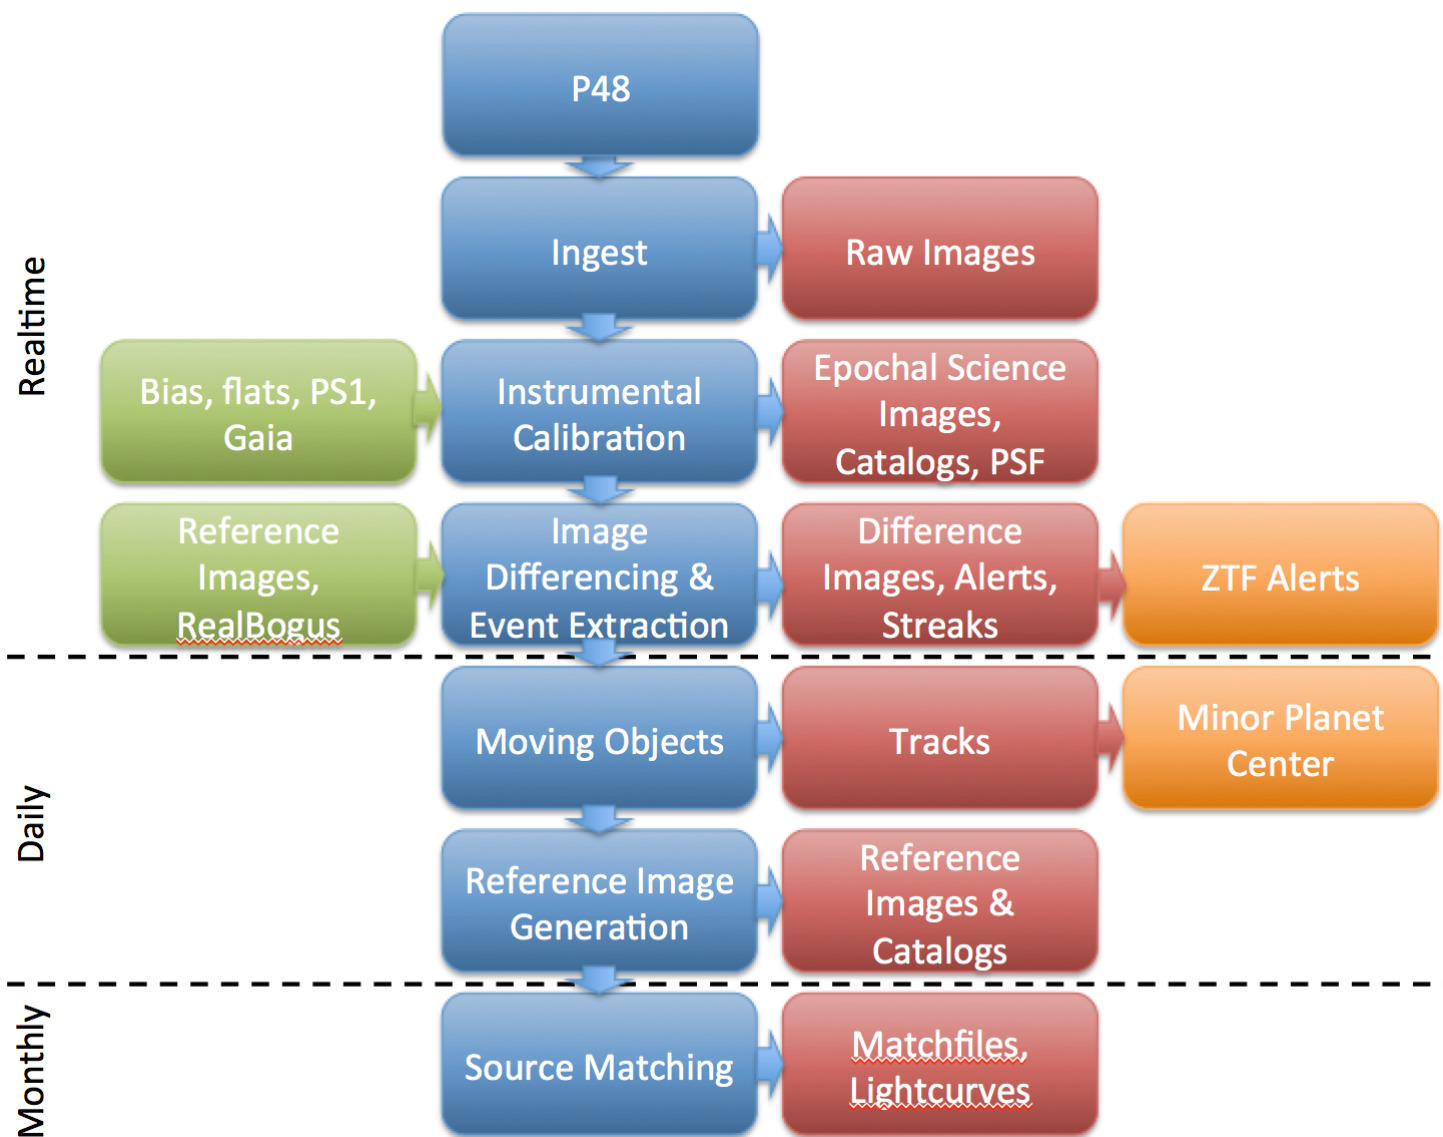 P48
Realtime
Ingest
Raw Images
Bias, flats, PS1,
Gaia
Instrumental
Calibration
Epochal Science
Images,
Catalogs, PSF
Reference
Images,
RealBogus
Image
Differencing &
Event Extraction
Difference
Images, Alerts,
Streaks
ZTF Alerts
Daily
Moving Objects
Tracks
Minor Planet
Center
Reference Image
Generation
Reference
Images &
Catalogs
Monthly
Source Matching
Matchfiles,
Lightcurves